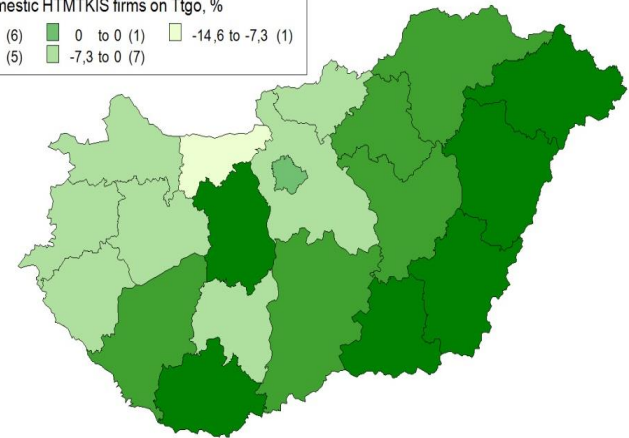 HTMTKIS firms on Ttgo, %
(6) 0 to 0 (1) -14,6 to -7,3 (1)
(5) -7,3 to 0 (7)